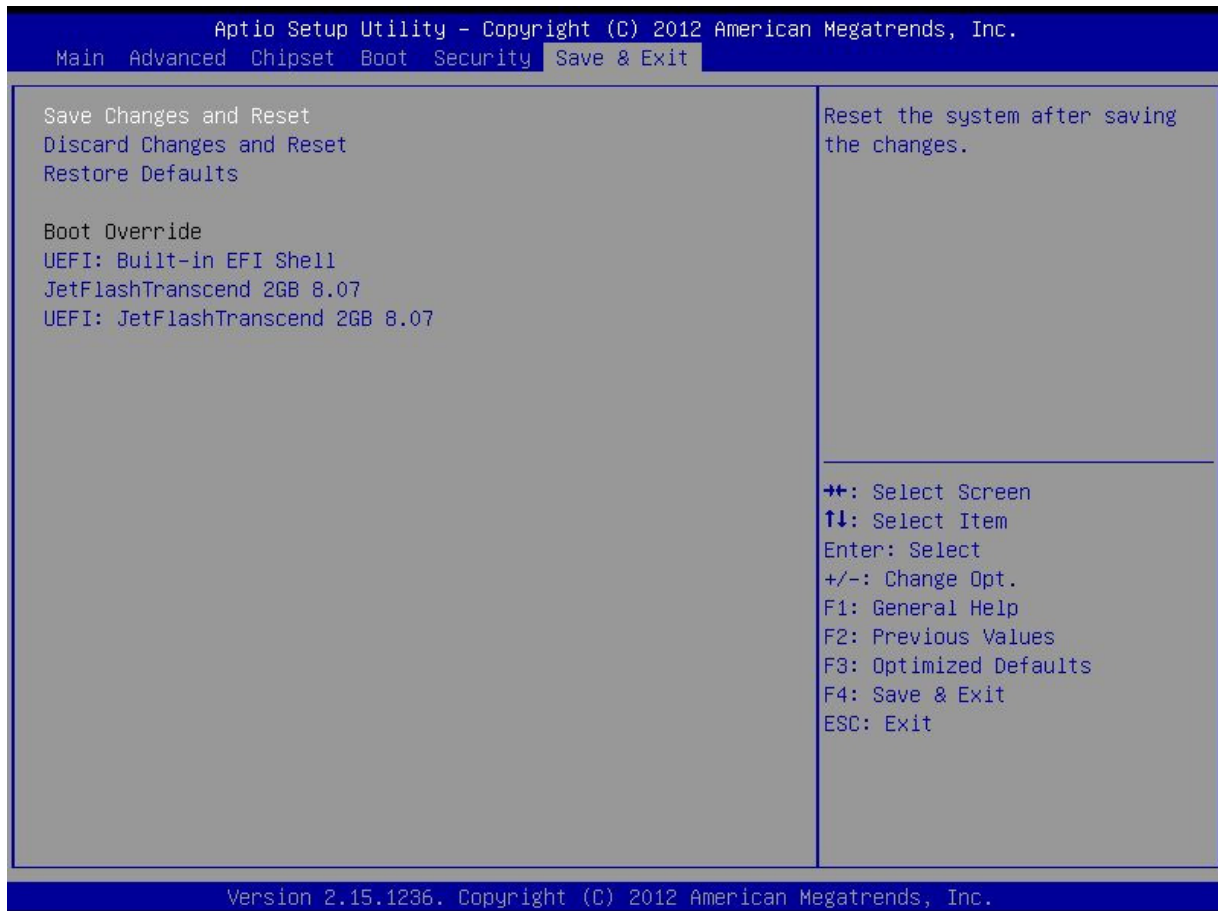 Aptio Setup Utility – Copyright (C) 2012 American Megatrends, Inc.
Main Advanced Chipset Boot Security Save & Exit
Save Changes and Reset
Discard Changes and Reset
Restore Defaults
Boot Override
UEFI: Built-in EFI Shell
JetFlashTranscend 2GB 8.07
UEFI: JetFlashTranscend 2GB 8.07
Reset the system after saving
the changes.
→←: Select Screen
↑↓: Select Item
Enter: Select
+/-: Change Opt.
F1: General Help
F2: Previous Values
F3: Optimized Defaults
F4: Save & Exit
ESC: Exit
Version 2.15.1236. Copyright (C) 2012 American Megatrends, Inc.